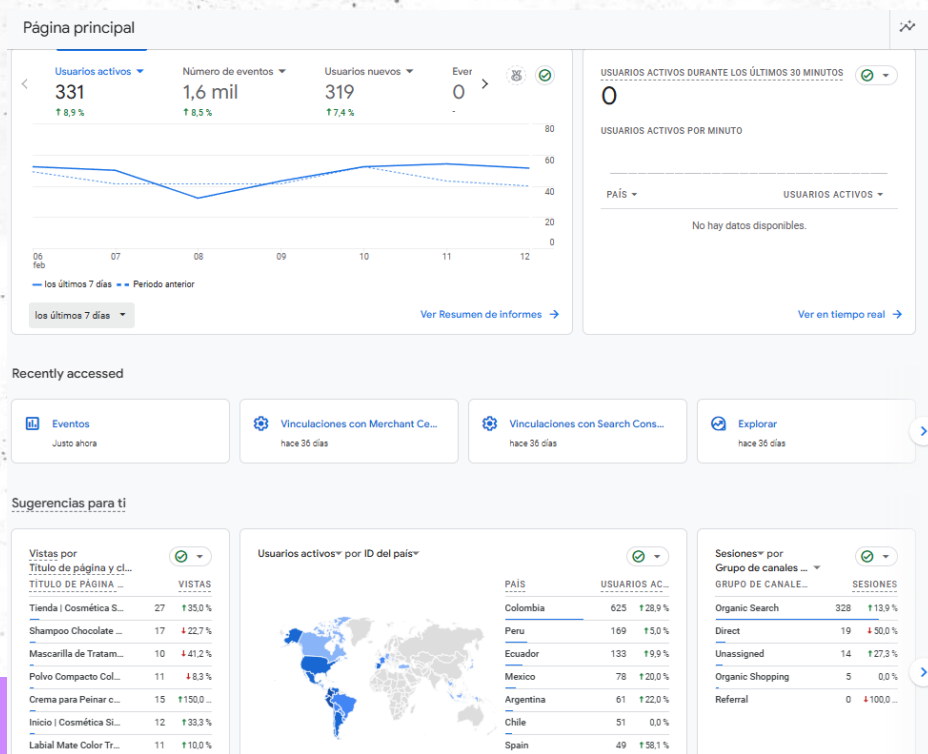 Página principal
Usuarios activos
331
↑ 8,9 %
Número de eventos
1,6 mil
↑ 8,5 %
Usuarios nuevos
319
↑ 7,4 %
Ever
0
-
80
60
40
20
0
06
feb
07
08
09
10
11
12
los últimos 7 días
Periodo anterior
los últimos 7 días
Ver Resumen de informes
USUARIOS ACTIVOS DURANTE LOS ÚLTIMOS 30 MINUTOS
0
USUARIOS ACTIVOS POR MINUTO
PAÍS
USUARIOS ACTIVOS
No hay datos disponibles.
Ver en tiempo real
Recently accessed
Eventos
Justo ahora
Vinculaciones con Merchant Ce...
hace 36 días
Vinculaciones con Search Cons...
hace 36 días
Explorar
hace 36 días
Sugerencias para ti
Vistas por
Título de página y cl...
TÍTULO DE PÁGINA ... VISTAS
Tienda | Cosmética S... 27 ↑ 35,0 %
Shampoo Chocolate ... 17 ↓ 22,7 %
Mascarilla de Tratam... 10 ↓ 41,2 %
Polvo Compacto Col... 11 ↓ 8,3 %
Crema para Peinar c... 15 ↑ 150,0 ...
Inicio | Cosmética Si... 12 ↑ 33,3 %
Labial Mate Color Tr... 11 ↑ 10,0 %
Usuarios activos por ID del país
PAÍS USUARIOS AC...
Colombia 625 ↑ 28,9 %
Peru 169 ↑ 5,0 %
Ecuador 133 ↑ 9,9 %
Mexico 78 ↑ 20,0 %
Argentina 61 ↑ 22,0 %
Chile 51 0,0 %
Spain 49 ↑ 58,1 %
Sesiones por
Grupo de canales ...
GRUPO DE CANALE... SESIONES
Organic Search 328 ↑ 13,9 %
Direct 19 ↓ 50,0 %
Unassigned 14 ↑ 27,3 %
Organic Shopping 5 0,0 %
Referral 0 ↓ 100,0 ...